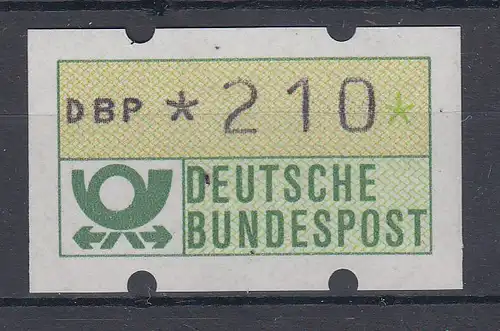 DBP * 210*
DEUTSCHE
BUNDESPOST